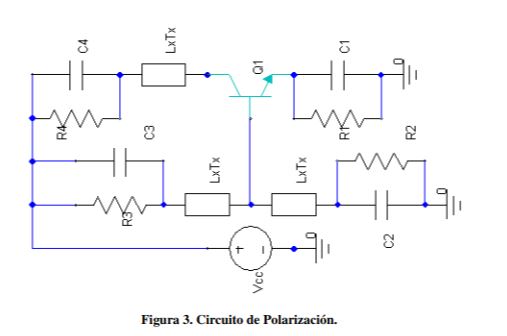 C4
LxTx
Q1
C1
0
R4
R1
R2
C3
LxTx
LxTx
R3
0
C2
+
-
0
Vcc
Figura 3. Circuito de Polarización.